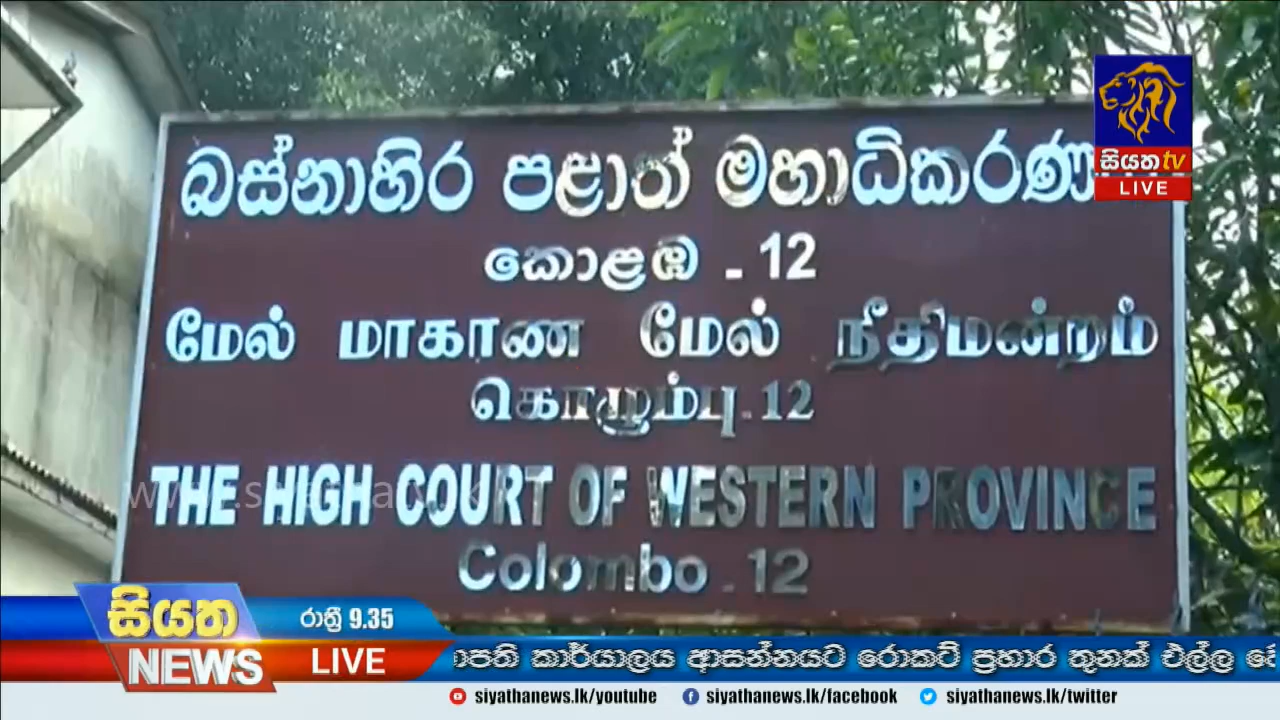 සියත tv
LIVE
බස්නාහිර පළාත් මහාධිකරණ
කොළඹ - 12
மேல் மாகாண மேல் நீதிமன்றம்
கொழும்பு.12
THE HIGH COURT OF WESTERN PROVINCE
Colombo - 12
සියත
NEWS
රාත්‍රී 9.35
LIVE
කාර්යාලය ආසන්නයට රොකට් ප්‍රහාර තුනක් එල්ල
siyathanews.lk/youtube siyathanews.lk/facebook siyathanews.lk/twitter